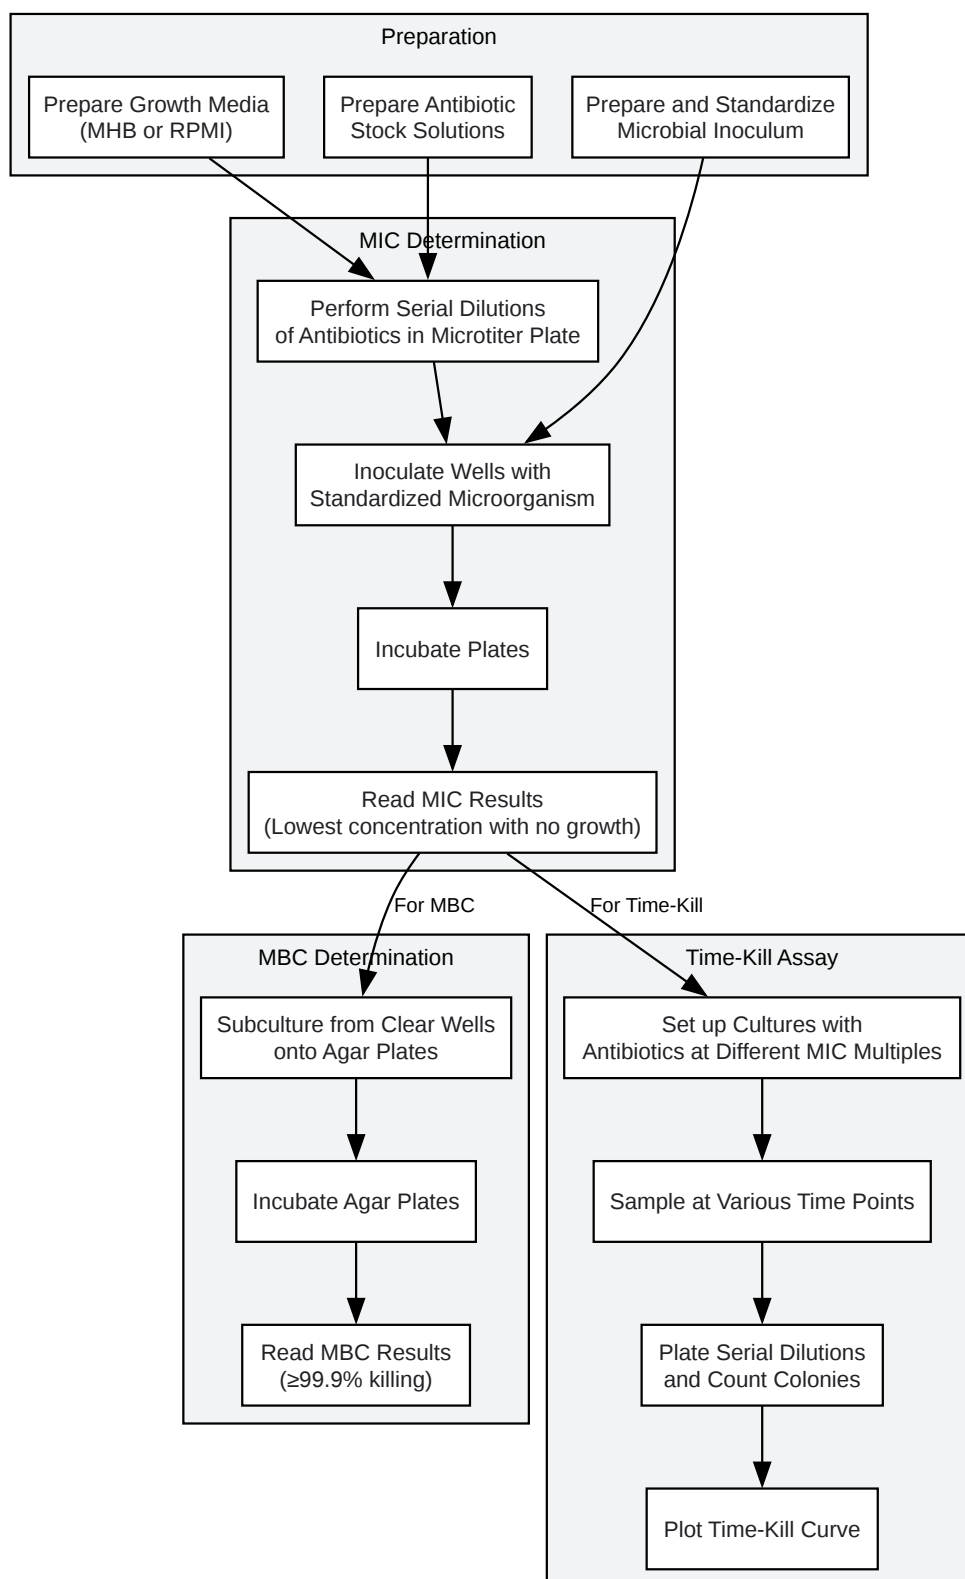 Preparation
Prepare Growth Media
(MHB or RPMI)
Prepare Antibiotic
Stock Solutions
Prepare and Standardize
Microbial Inoculum
MIC Determination
Perform Serial Dilutions
of Antibiotics in Microtiter Plate
Inoculate Wells with
Standardized Microorganism
Incubate Plates
Read MIC Results
(Lowest concentration with no growth)
For MBC
For Time-Kill
MBC Determination
Subculture from Clear Wells
onto Agar Plates
Incubate Agar Plates
Read MBC Results
(≥99.9% killing)
Time-Kill Assay
Set up Cultures with
Antibiotics at Different MIC Multiples
Sample at Various Time Points
Plate Serial Dilutions
and Count Colonies
Plot Time-Kill Curve